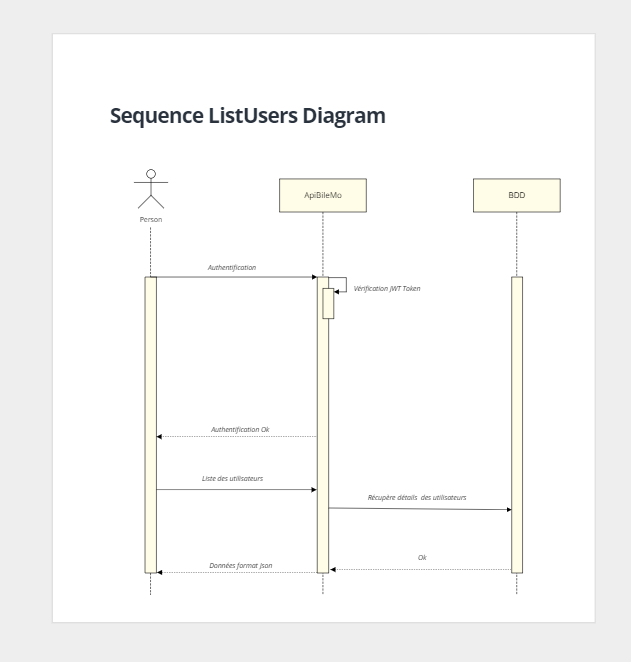 Sequence ListUsers Diagram
Person
ApiBileMo
BDD
Authentification
Vérification JWT Token
Authentification Ok
Liste des utilisateurs
Récupère détails  des utilisateurs
Ok
Données format Json